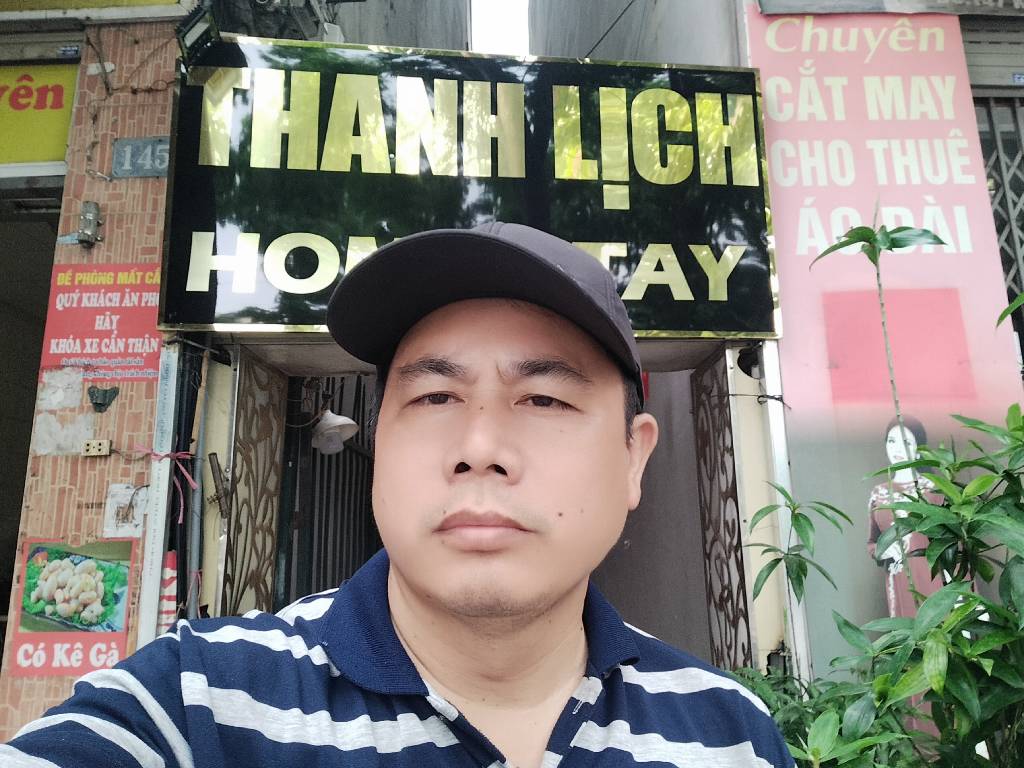 yên
145
THANH LỊCH
HO TAY
ĐỀ PHÒNG MẤT CẮ
QUÝ KHÁCH ĂN PH
HÃY
KHÓA XE CẨN THẬN
Có Kê Gà
Chuyên
CẮT MAY
CHO THUÊ
ÁO DÀI